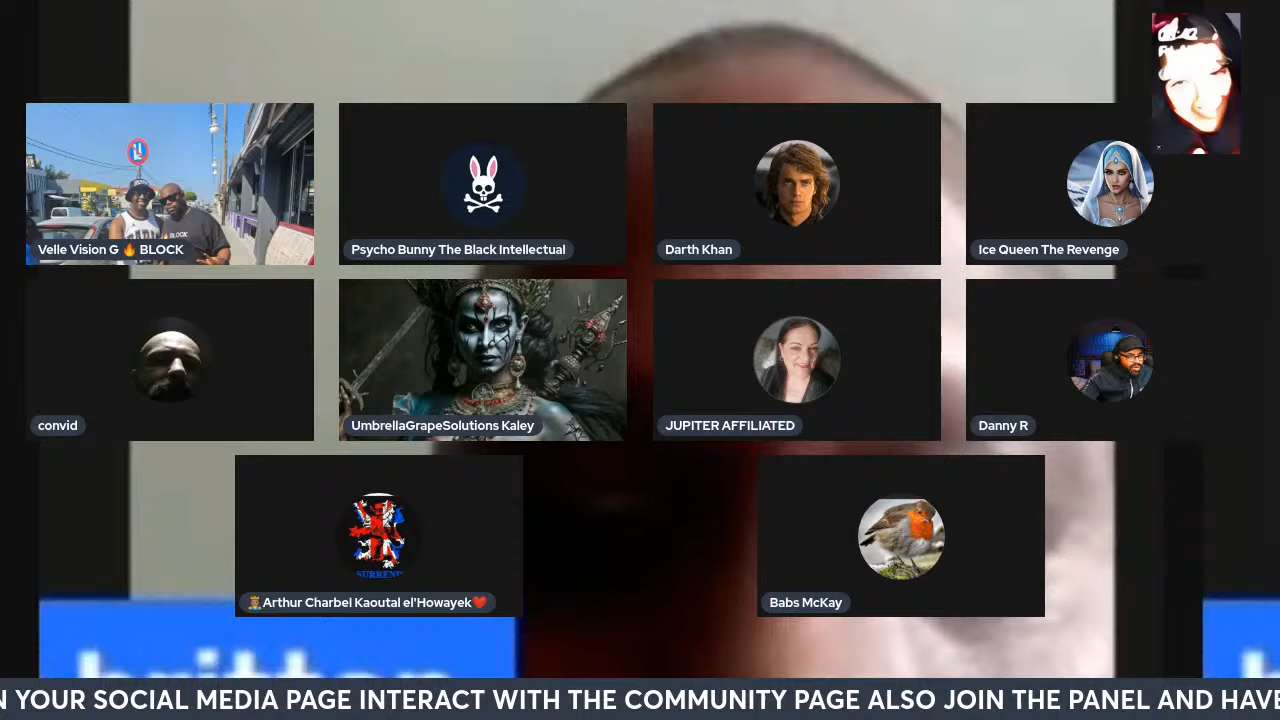 Velle Vision G 🔥 BLOCK
Psycho Bunny The Black Intellectual
Darth Khan
Ice Queen The Revenge
convid
UmbrellaGrapeSolutions Kaley
JUPITER AFFILIATED
Danny R
SURREND
🤴🏽Arthur Charbel Kaoutal el'Howayek❤️
Babs McKay
N YOUR SOCIAL MEDIA PAGE INTERACT WITH THE COMMUNITY PAGE ALSO JOIN THE PANEL AND HAVE